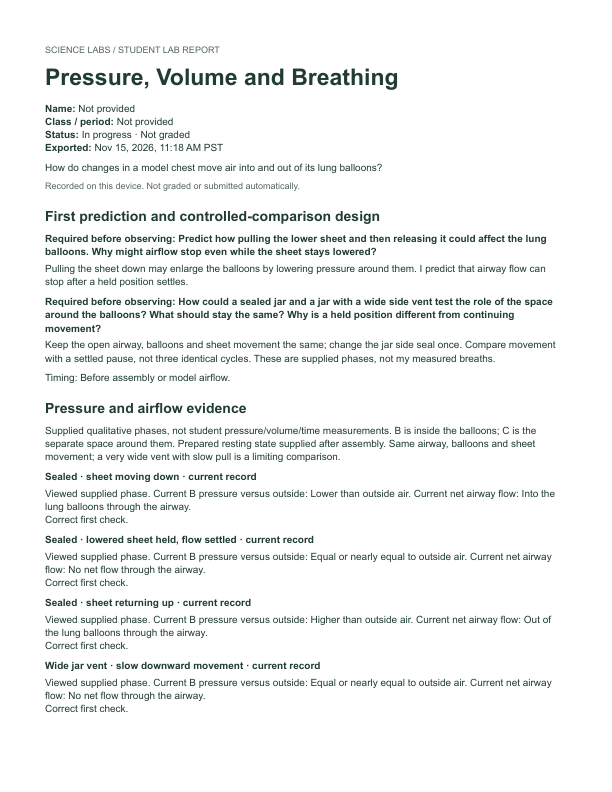 SCIENCE LABS / STUDENT LAB REPORT
Pressure, Volume and Breathing
Name: Not provided
Class / period: Not provided
Status: In progress · Not graded
Exported: Nov 15, 2026, 11:18 AM PST
How do changes in a model chest move air into and out of its lung balloons?
Recorded on this device. Not graded or submitted automatically.
First prediction and controlled-comparison design
Required before observing: Predict how pulling the lower sheet and then releasing it could affect the lung
balloons. Why might airflow stop even while the sheet stays lowered?
Pulling the sheet down may enlarge the balloons by lowering pressure around them. I predict that airway flow can
stop after a held position settles.
Required before observing: How could a sealed jar and a jar with a wide side vent test the role of the space
around the balloons? What should stay the same? Why is a held position different from continuing
movement?
Keep the open airway, balloons and sheet movement the same; change the jar side seal once. Compare movement
with a settled pause, not three identical cycles. These are supplied phases, not my measured breaths.
Timing: Before assembly or model airflow.
Pressure and airflow evidence
Supplied qualitative phases, not student pressure/volume/time measurements. B is inside the balloons; C is the
separate space around them. Prepared resting state supplied after assembly. Same airway, balloons and sheet
movement; a very wide vent with slow pull is a limiting comparison.
Sealed · sheet moving down · current record
Viewed supplied phase. Current B pressure versus outside: Lower than outside air. Current net airway flow: Into the
lung balloons through the airway.
Correct first check.
Sealed · lowered sheet held, flow settled · current record
Viewed supplied phase. Current B pressure versus outside: Equal or nearly equal to outside air. Current net airway
flow: No net flow through the airway.
Correct first check.
Sealed · sheet returning up · current record
Viewed supplied phase. Current B pressure versus outside: Higher than outside air. Current net airway flow: Out of
the lung balloons through the airway.
Correct first check.
Wide jar vent · slow downward movement · current record
Viewed supplied phase. Current B pressure versus outside: Equal or nearly equal to outside air. Current net airway
flow: No net flow through the airway.
Correct first check.